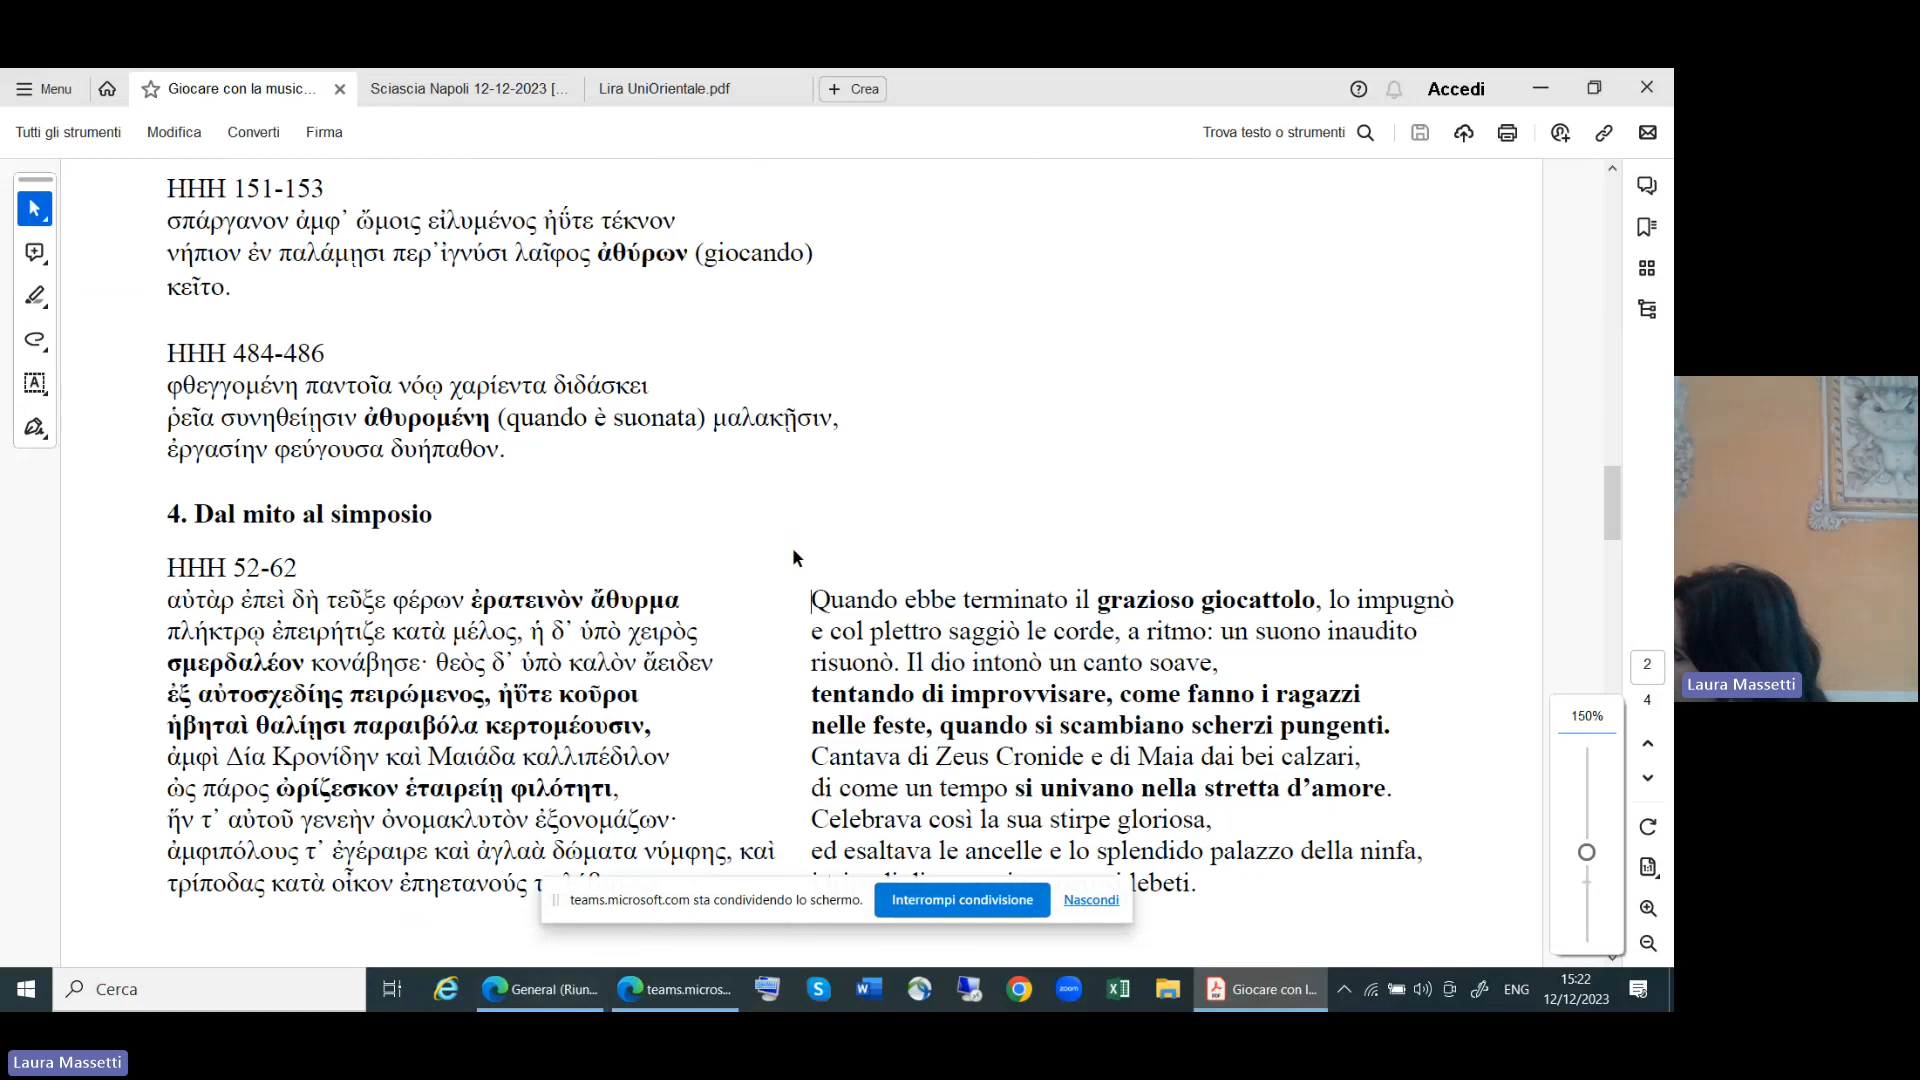 Menu
Giocare con la music...
Sciascia Napoli 12-12-2023 [...
Lira UniOrientale.pdf
Crea
Accedi
Tutti gli strumenti
Modifica
Converti
Firma
Trova testo o strumenti
HHH 151-153
σπάργανον ἀμφ᾽ ὤμοις εἰλυμένος ἠΰτε τέκνον
νήπιον ἐν παλάμῃσι περ᾽ἰγνύσι λαῖφος ἀθύρων (giocando)
κεῖτο.
HHH 484-486
φθεγγομένη παντοῖα νόῳ χαρίεντα διδάσκει
ῥεῖα συνηθείῃσιν ἀθυρομένη (quando è suonata) μαλακῇσιν,
ἐργασίην φεύγουσα δυήπαθον.
4. Dal mito al simposio
HHH 52-62
αὐτὰρ ἐπεὶ δὴ τεῦξε φέρων ἐρατεινὸν ἄθυρμα
πλήκτρῳ ἐπειρήτιζε κατὰ μέλος, ἡ δ᾽ ὑπὸ χειρὸς
σμερδαλέον κονάβησε· θεὸς δ᾽ ὑπὸ καλὸν ἄειδεν
ἐξ αὐτοσχεδίης πειρώμενος, ἠΰτε κοῦροι
ἡβηταὶ θαλίῃσι παραιβόλα κερτομέουσιν,
ἀμφὶ Δία Κρονίδην καὶ Μαιάδα καλλιπέδιλον
ὡς πάρος ὠρίζεσκον ἑταιρείῃ φιλότητι,
ἥν τ᾽ αὐτοῦ γενεὴν ὀνομακλυτὸν ἐξονομάζων·
ἀμφιπόλους τ᾽ ἐγέραιρε καὶ ἀγλαὰ δώματα νύμφης, καὶ
τρίποδας κατὰ οἶκον ἐπηετανούς
Quando ebbe terminato il grazioso giocattolo, lo impugnò
e col plettro saggiò le corde, a ritmo: un suono inaudito
risuonò. Il dio intonò un canto soave,
tentando di improvvisare, come fanno i ragazzi
nelle feste, quando si scambiano scherzi pungenti.
Cantava di Zeus Cronide e di Maia dai bei calzari,
di come un tempo si univano nella stretta d'amore.
Celebrava così la sua stirpe gloriosa,
ed esaltava le ancelle e lo splendido palazzo della ninfa,
lebeti.
teams.microsoft.com sta condividendo lo schermo.
Interrompi condivisione
Nascondi
2
4
150%
Laura Massetti
Cerca
General (Riun...
teams.micros...
zoom
Giocare con l...
ENG
15:22
12/12/2023
Laura Massetti